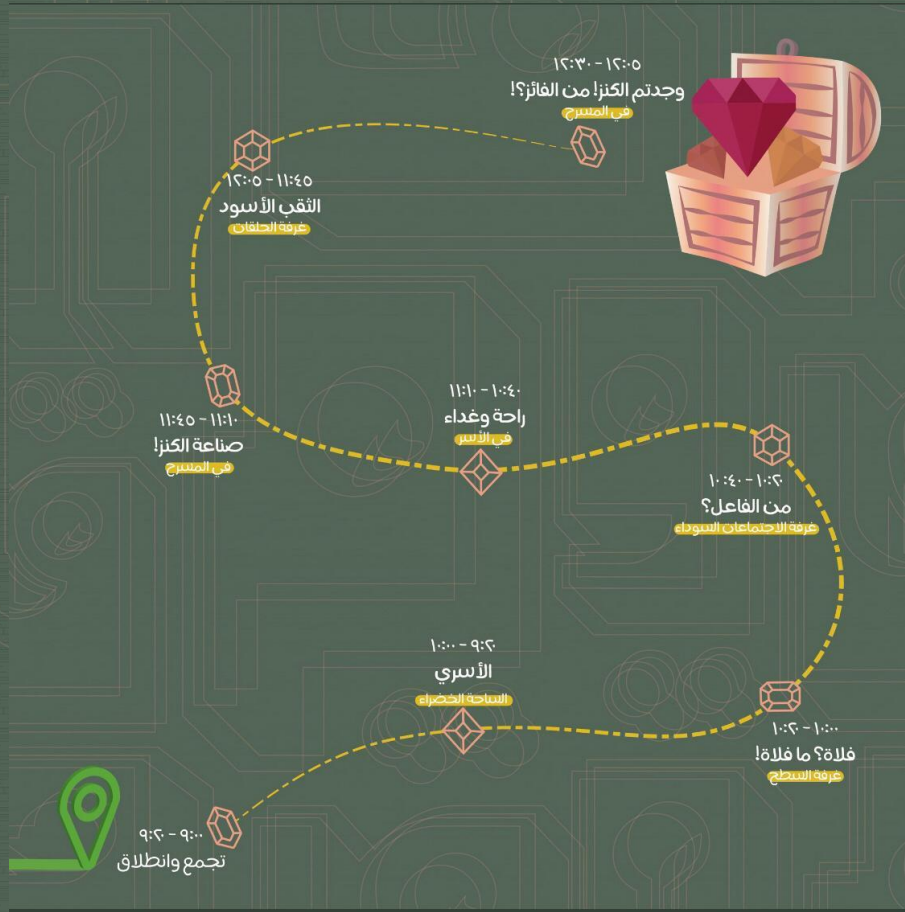 ١٢:٠٥ - ١٢:٣٠
وجدتم الكنز! من الفائز؟!
في المسرح
١١:٤٥ - ١٢:٠٥
الثقب الأسود
غرفة الحلقات
١١:١٠ - ١١:٤٥
صناعة الكنز!
في المسرح
١٠:٤٠ - ١١:١٠
راحة وغداء
في الأسر
١٠:٢٠ - ١٠:٤٠
من الفاعل؟
غرفة الاجتماعات السوداء
١٠:٠٠ - ١٠:٢٠
فلاة؟ ما فلاة!
غرفة السطح
٩:٢٠ - ١٠:٠٠
الأسري
الساحة الخضراء
٩:٠٠ - ٩:٢٠
تجمع وانطلاق